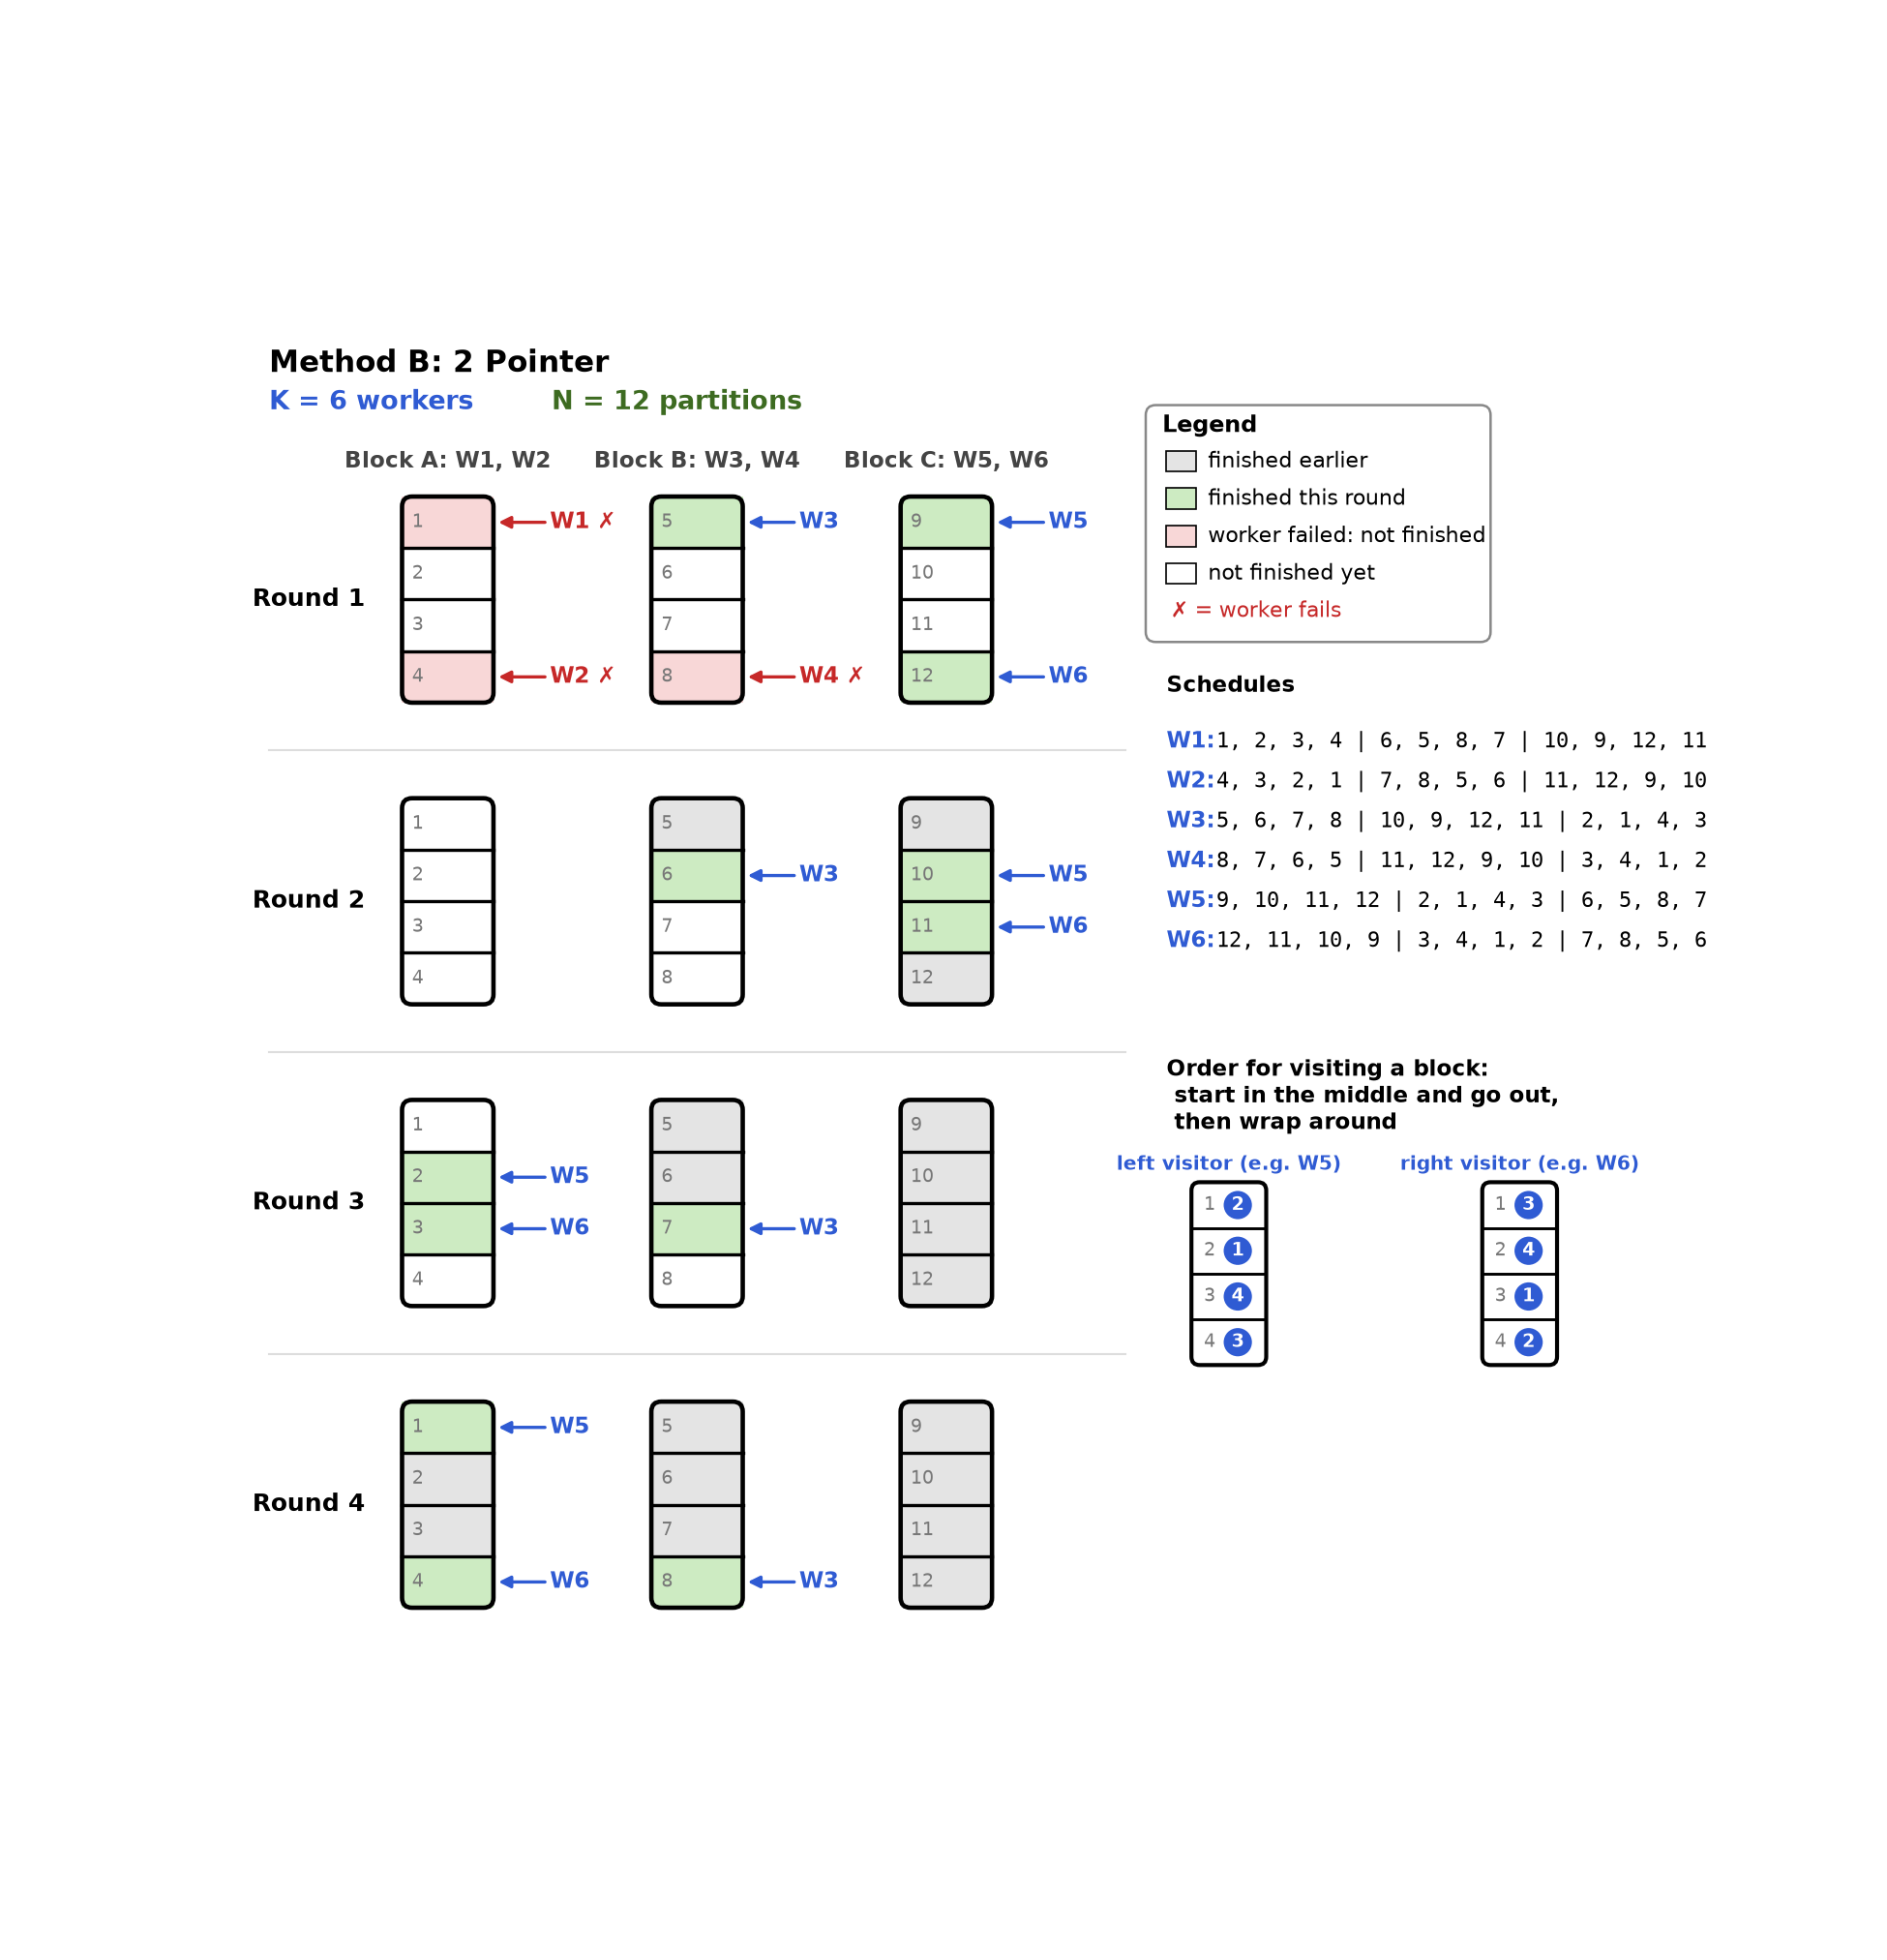 Method B: 2 Pointer
K = 6 workers N = 12 partitions
Block A: W1, W2 Block B: W3, W4 Block C: W5, W6
Round 1
1 W1 ✗ 5 W3 9 W5
2 6 10
3 7 11
4 W2 ✗ 8 W4 ✗ 12 W6
Round 2
1 5 9
2 6 W3 10 W5
3 7 11 W6
4 8 12
Round 3
1 5 9
2 W5 6 10
3 W6 7 W3 11
4 8 12
Round 4
1 W5 5 9
2 6 10
3 7 11
4 W6 8 W3 12
Legend
finished earlier
finished this round
worker failed: not finished
not finished yet
✗ = worker fails
Schedules
W1: 1, 2, 3, 4 | 6, 5, 8, 7 | 10, 9, 12, 11
W2: 4, 3, 2, 1 | 7, 8, 5, 6 | 11, 12, 9, 10
W3: 5, 6, 7, 8 | 10, 9, 12, 11 | 2, 1, 4, 3
W4: 8, 7, 6, 5 | 11, 12, 9, 10 | 3, 4, 1, 2
W5: 9, 10, 11, 12 | 2, 1, 4, 3 | 6, 5, 8, 7
W6: 12, 11, 10, 9 | 3, 4, 1, 2 | 7, 8, 5, 6
Order for visiting a block:
start in the middle and go out,
then wrap around
left visitor (e.g. W5) right visitor (e.g. W6)
1 2 1 3
2 1 2 4
3 4 3 1
4 3 4 2